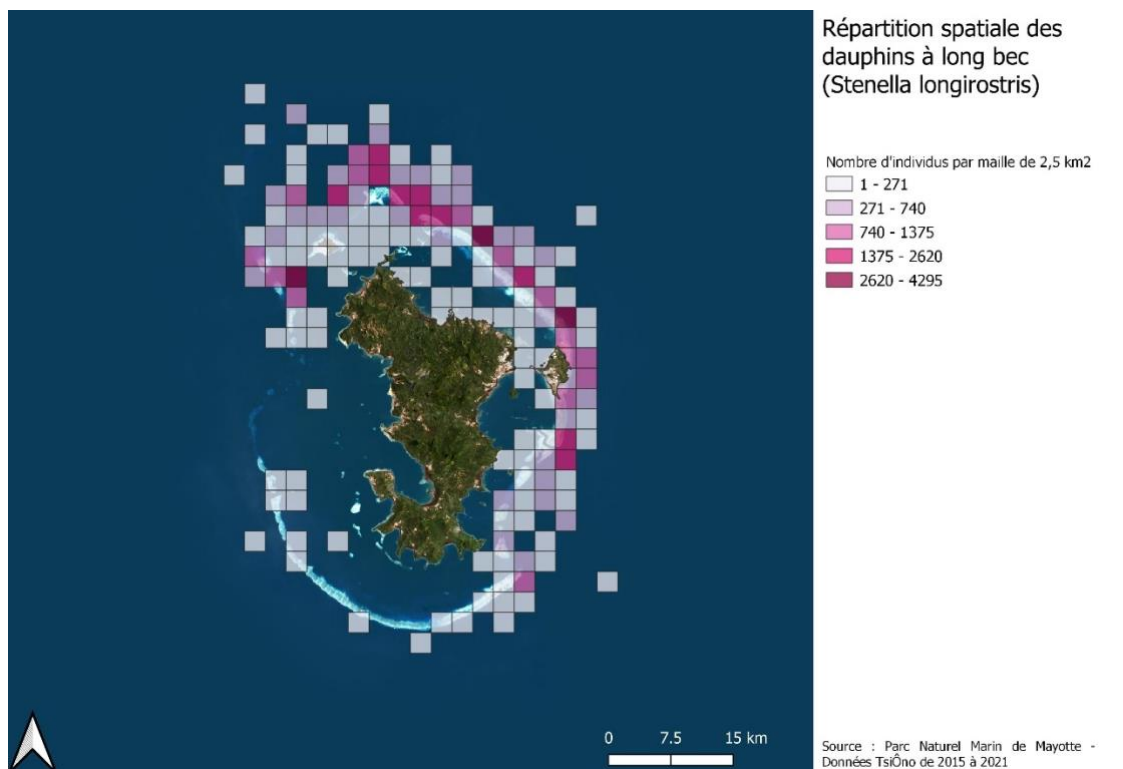 Répartition spatiale des
dauphins à long bec
(Stenella longirostris)
Nombre d'individus par maille de 2,5 km2
1 - 271
271 - 740
740 - 1375
1375 - 2620
2620 - 4295
0 7.5 15 km
Source : Parc Naturel Marin de Mayotte -
Données TsiÔno de 2015 à 2021